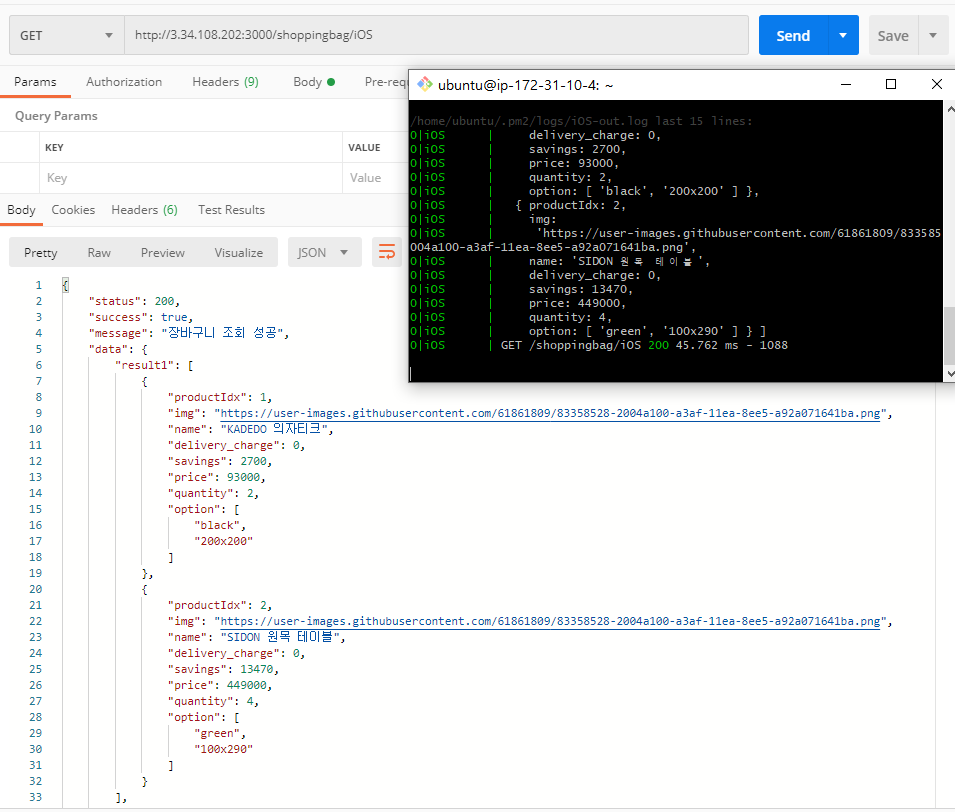 GET
http://3.34.108.202:3000/shoppingbag/iOS
Send
Save
Params
Authorization
Headers (9)
Body
Pre-requ
Query Params
KEY
VALUE
Key
Value
Body
Cookies
Headers (6)
Test Results
Pretty
Raw
Preview
Visualize
JSON
ubuntu@ip-172-31-10-4: ~
/home/ubuntu/.pm2/logs/iOS-out.log last 15 lines:
0|iOS | delivery_charge: 0,
0|iOS | savings: 2700,
0|iOS | price: 93000,
0|iOS | quantity: 2,
0|iOS | option: [ 'black', '200x200' ] },
0|iOS | { productIdx: 2,
0|iOS | img:
0|iOS | 'https://user-images.githubusercontent.com/61861809/833585
004a100-a3af-11ea-8ee5-a92a071641ba.png',
0|iOS | name: 'SIDON 원목 테이블',
0|iOS | delivery_charge: 0,
0|iOS | savings: 13470,
0|iOS | price: 449000,
0|iOS | quantity: 4,
0|iOS | option: [ 'green', '100x290' ] } ]
0|iOS | GET /shoppingbag/iOS 200 45.762 ms - 1088
1 {
2 "status": 200,
3 "success": true,
4 "message": "장바구니 조회 성공",
5 "data": {
6 "result1": [
7 {
8 "productIdx": 1,
9 "img": "https://user-images.githubusercontent.com/61861809/83358528-2004a100-a3af-11ea-8ee5-a92a071641ba.png",
10 "name": "KADEDO 의자티크",
11 "delivery_charge": 0,
12 "savings": 2700,
13 "price": 93000,
14 "quantity": 2,
15 "option": [
16 "black",
17 "200x200"
18 ]
19 },
20 {
21 "productIdx": 2,
22 "img": "https://user-images.githubusercontent.com/61861809/83358528-2004a100-a3af-11ea-8ee5-a92a071641ba.png",
23 "name": "SIDON 원목 테이블",
24 "delivery_charge": 0,
25 "savings": 13470,
26 "price": 449000,
27 "quantity": 4,
28 "option": [
29 "green",
30 "100x290"
31 ]
32 }
33 ],